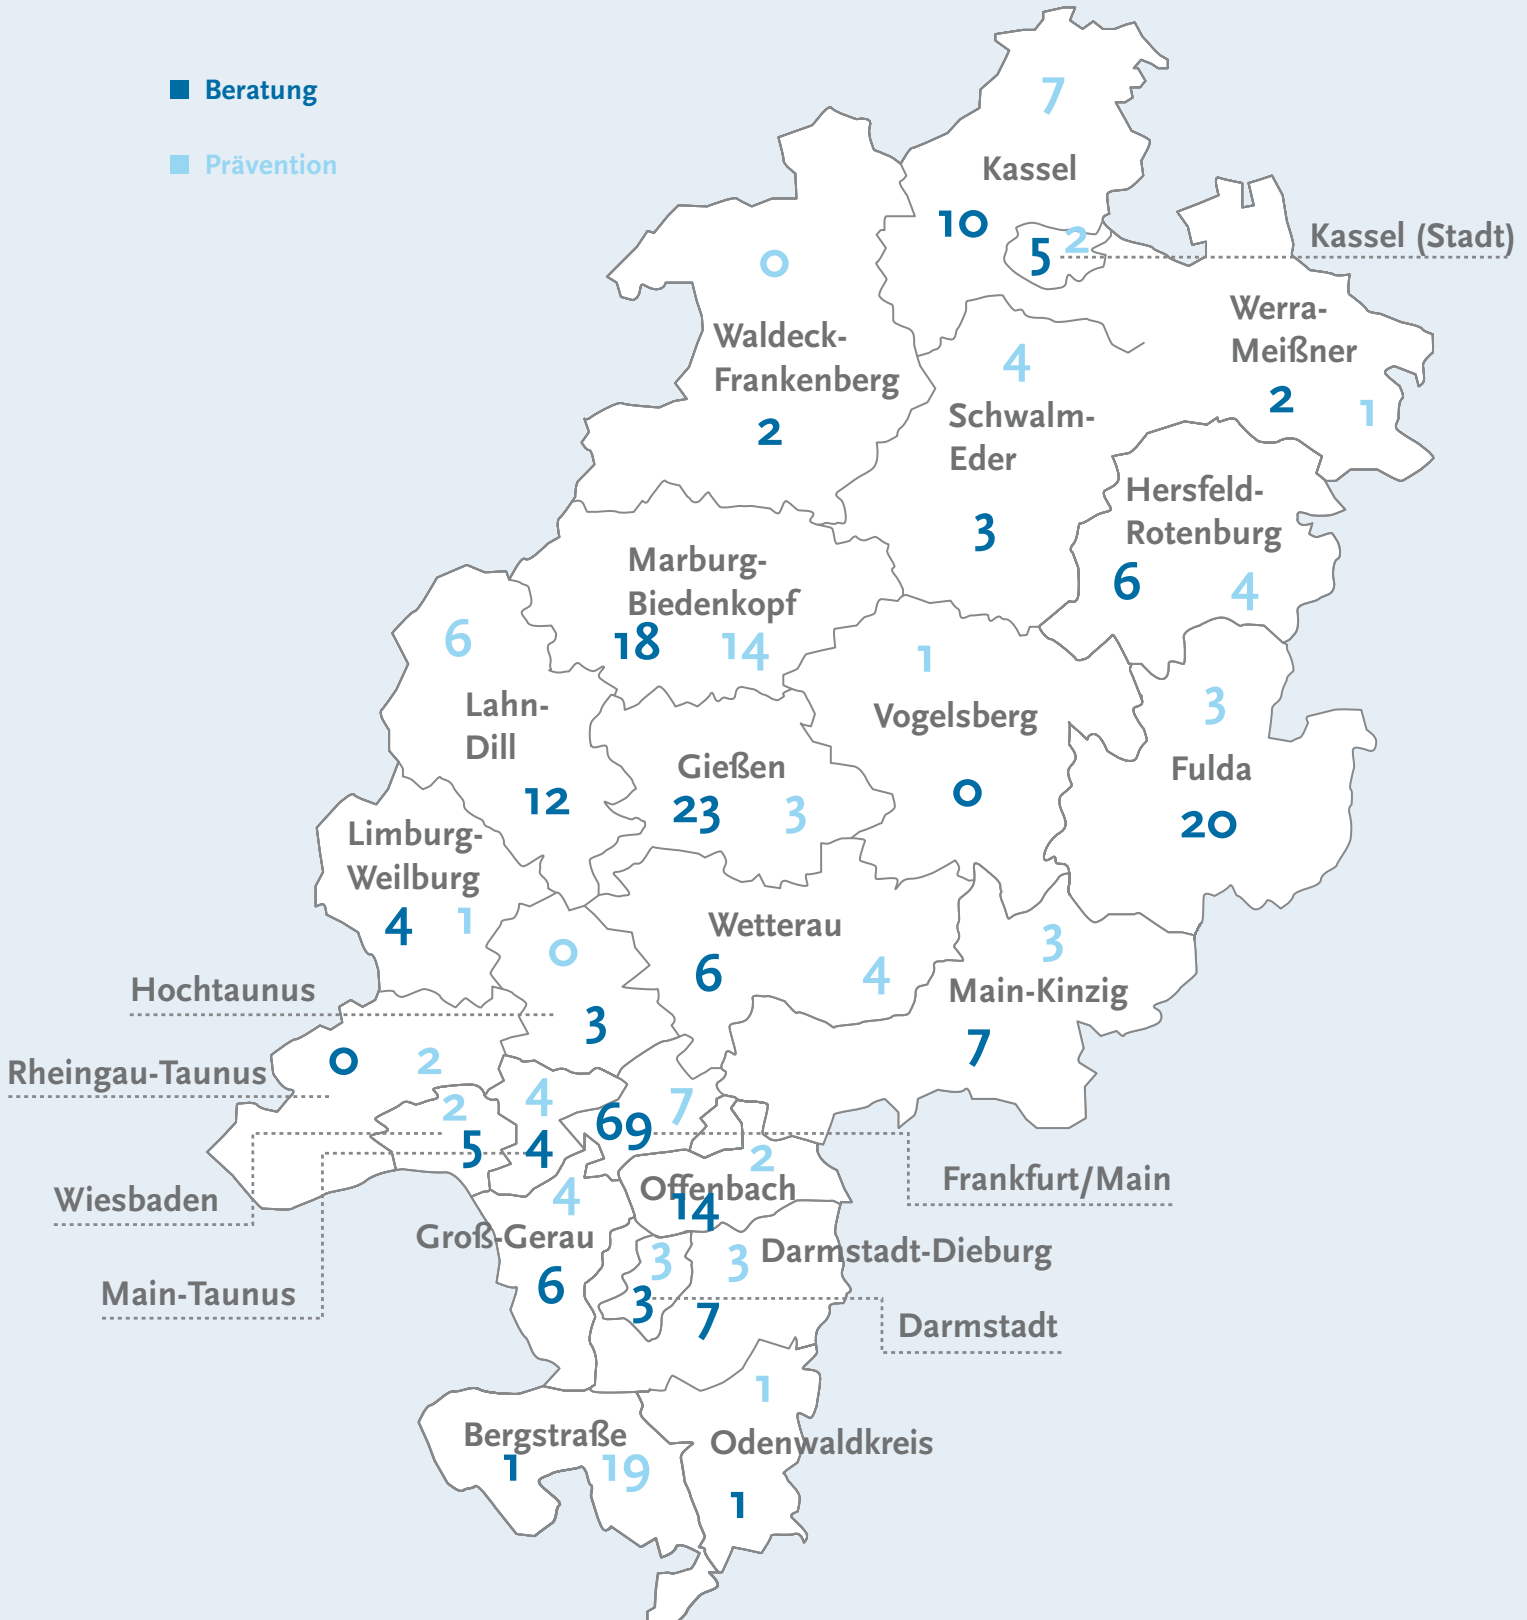 Beratung
Prävention
7
Kassel
10
5
2
Kassel (Stadt)
0
Waldeck-
Frankenberg
2
Werra-
Meißner
2
1
4
Schwalm-
Eder
3
Hersfeld-
Rotenburg
6
4
Marburg-
Biedenkopf
18
14
6
Lahn-
Dill
12
1
Vogelsberg
0
3
Fulda
20
Gießen
23
3
Limburg-
Weilburg
4
1
Wetterau
6
4
3
Main-Kinzig
7
Hochtaunus
0
3
Rheingau-Taunus
0
2
2
5
Wiesbaden
4
4
Main-Taunus
69
7
Frankfurt/Main
2
Offenbach
14
4
Groß-Gerau
6
3
3
Darmstadt
3
Darmstadt-Dieburg
7
Bergstraße
1
19
1
Odenwaldkreis
1